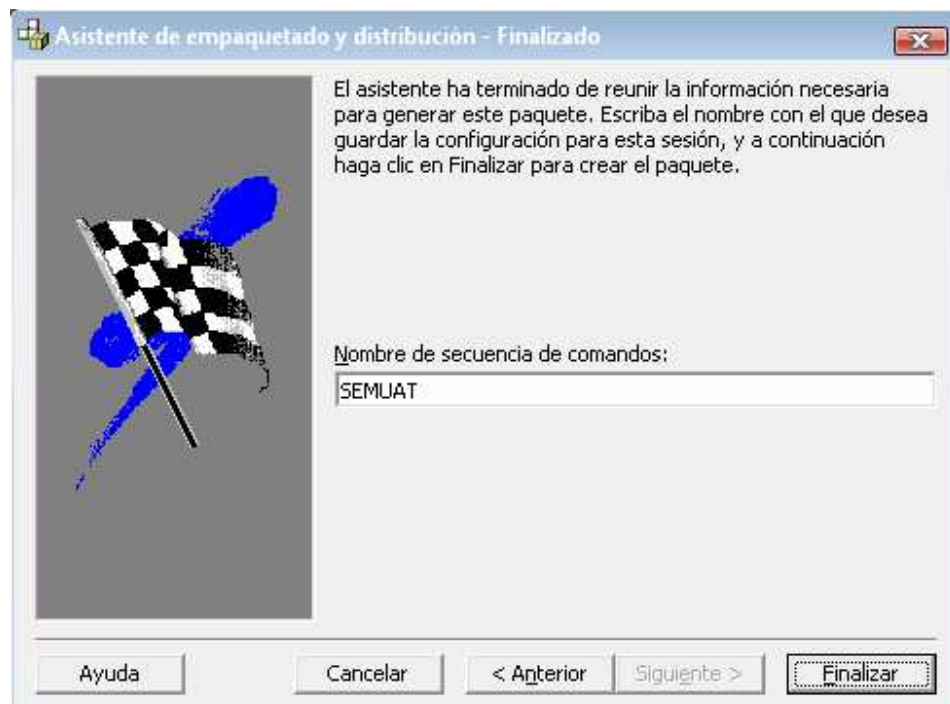 Asistente de empaquetado y distribución - Finalizado
El asistente ha terminado de reunir la información necesaria
para generar este paquete. Escriba el nombre con el que desea
guardar la configuración para esta sesión, y a continuación
haga clic en Finalizar para crear el paquete.
Nombre de secuencia de comandos:
SEMUAT
Ayuda
Cancelar
< Anterior
Siguiente >
Finalizar